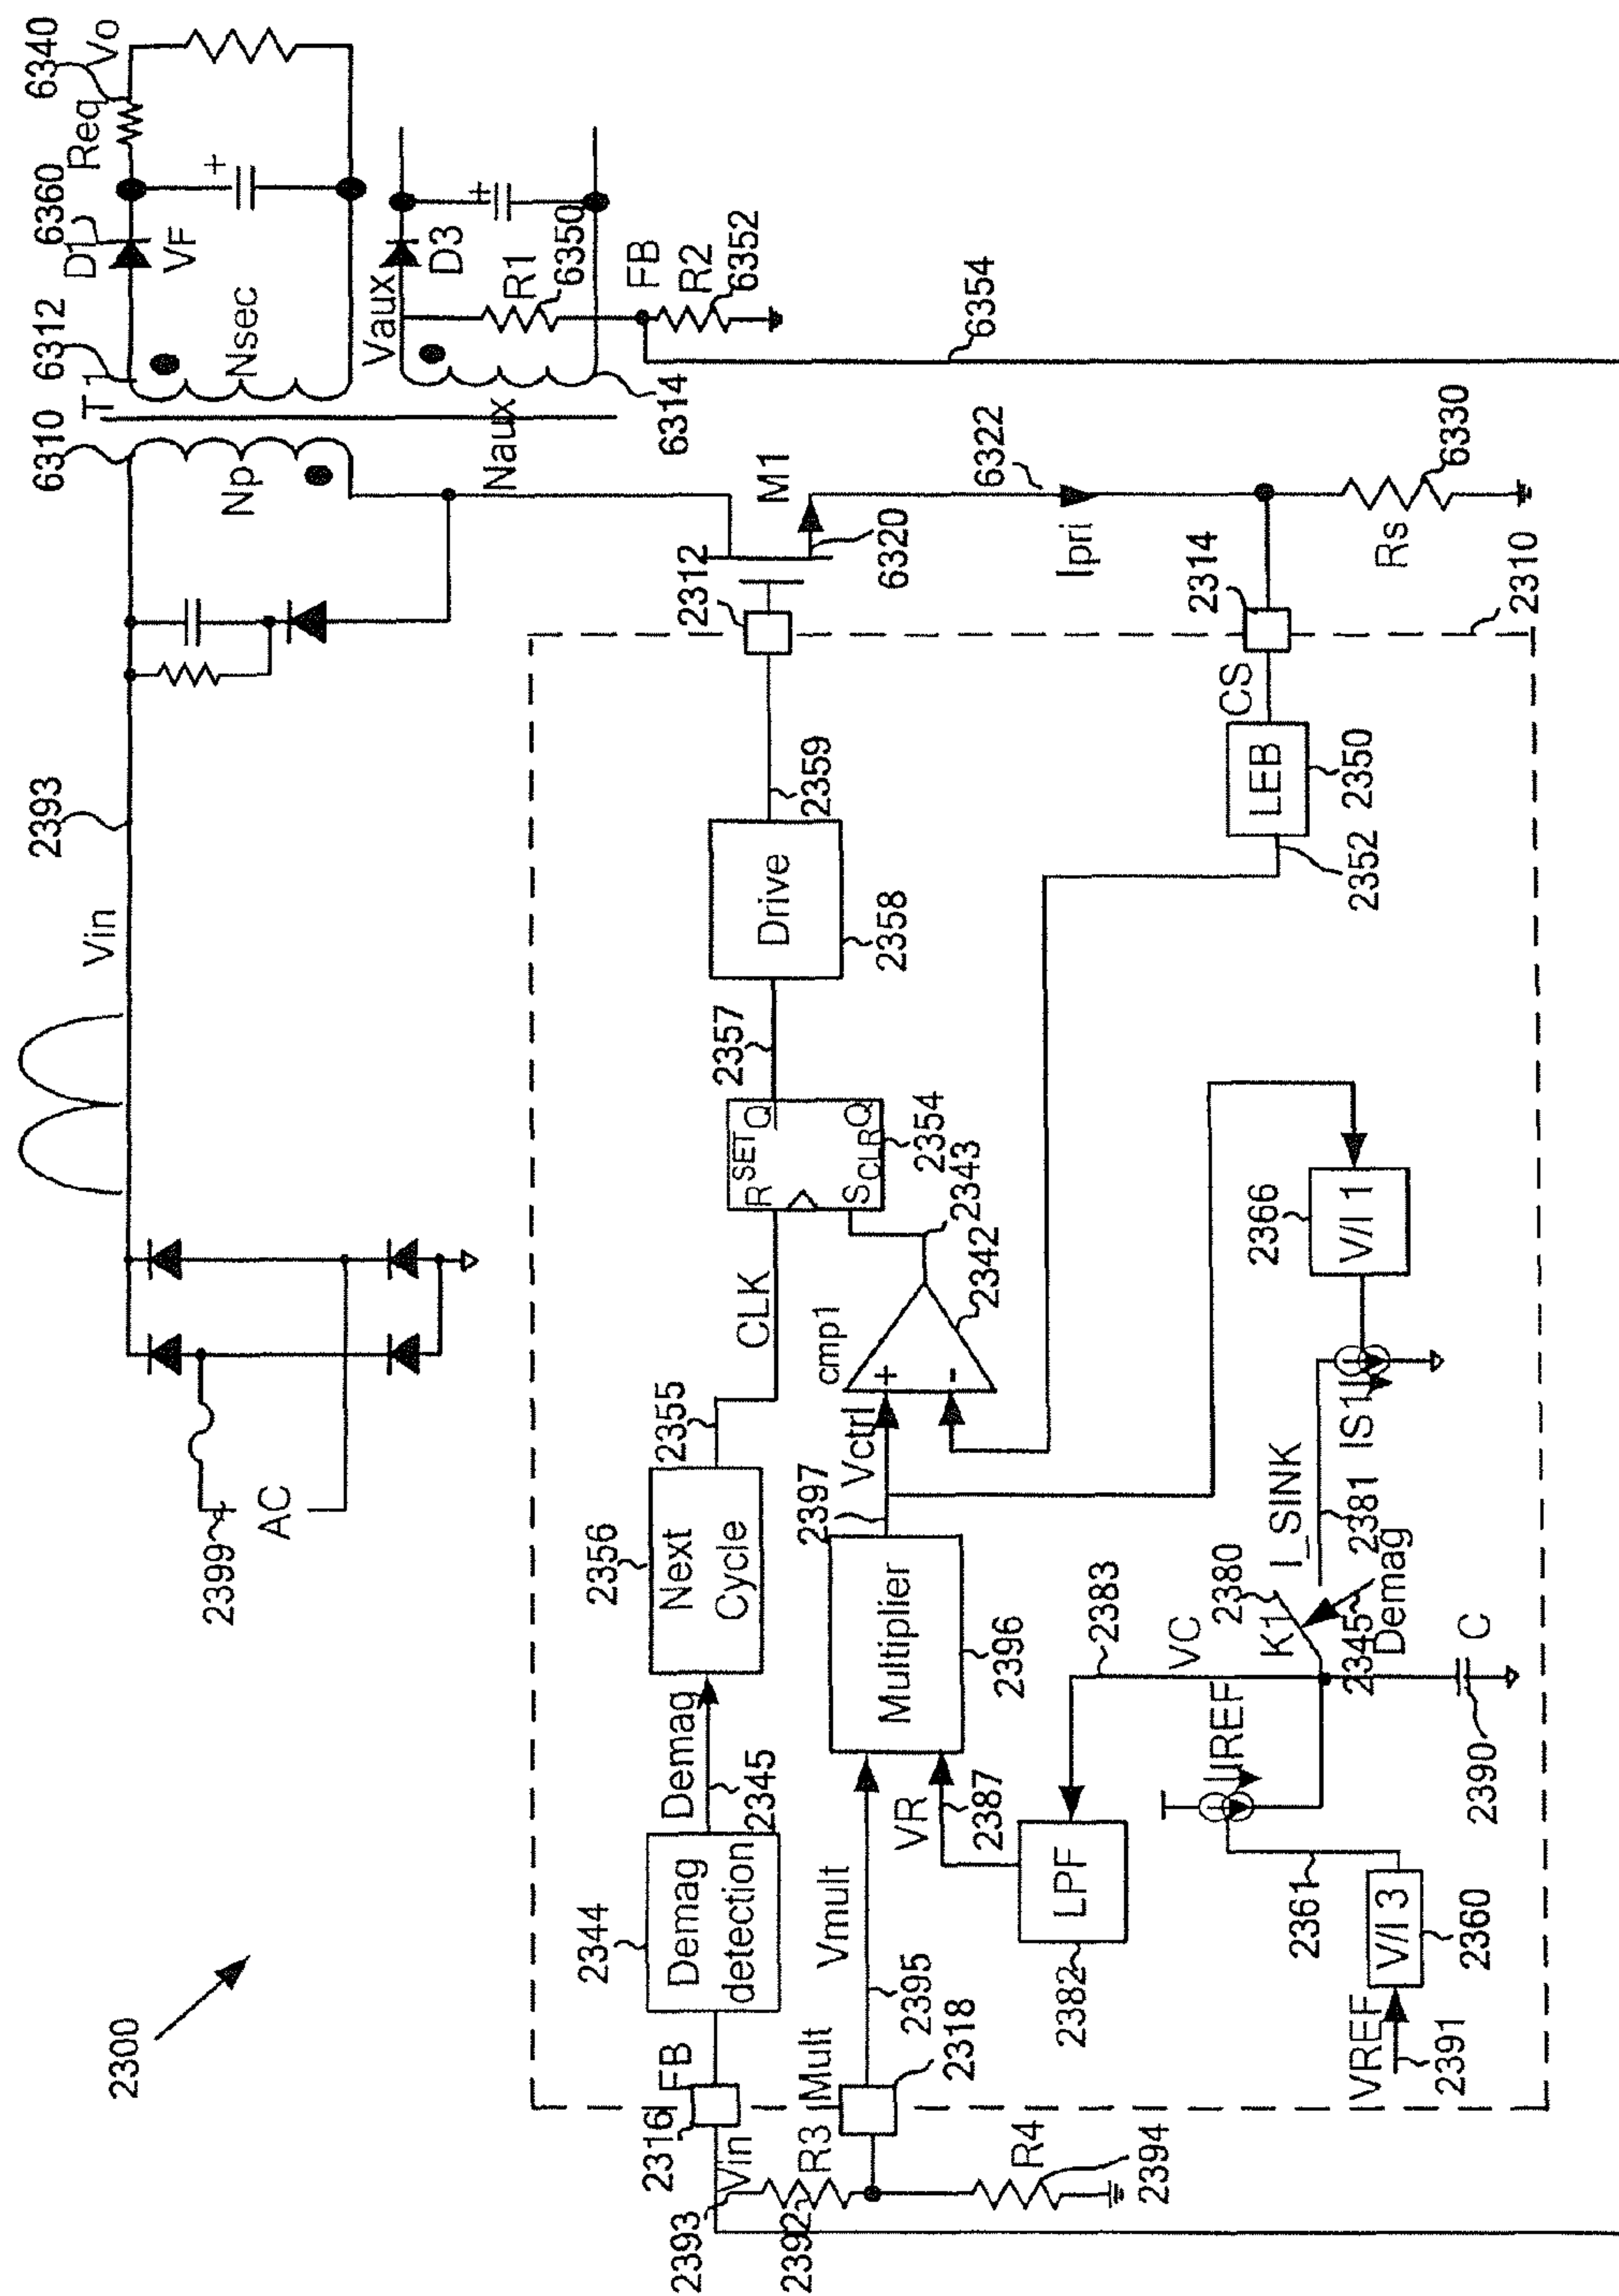 2300
2399
AC
Vin
2393
6310
T1
6312
D1
6360
Req
6340
Vo
VF
Np
Nsec
Vaux
D3
R1
6350
Naux
6314
FB
R2
6352
6354
2316
FB
2344
Demag
detection
Demag
2345
2356
Next
Cycle
2355
CLK
R
SET
Q
S
CLR
Q
2354
2357
Drive
2358
2359
2312
M1
6320
Ipri
6322
2393
Vin
2392
R3
Mult
2318
R4
2394
Vmult
2395
VR
2387
Multiplier
2396
2397
Vctrl
cmp1
+
-
2342
2343
LPF
2382
2383
VC
K1
2380
I_SINK
2381
2345
Demag
IS1
2366
V/I 1
LEB
2350
2352
CS
2314
Rs
6330
2310
VREF
2391
V/I 3
2360
2361
IREF
2390
C